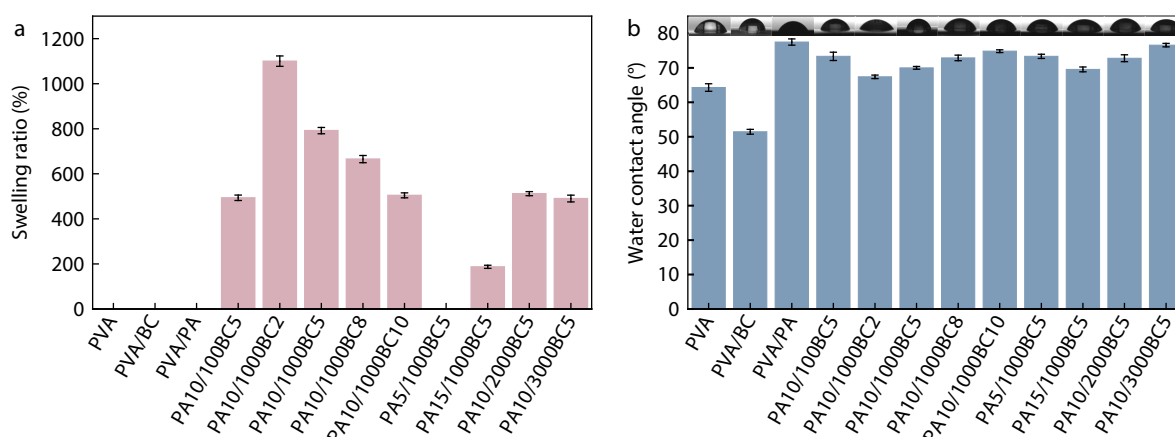 a
Swelling ratio (%)
1200
1000
800
600
400
200
0
PVA
PVA/BC
PVA/PA
PA10/100BC5
PA10/1000BC2
PA10/1000BC5
PA10/1000BC8
PA10/1000BC10
PA5/1000BC5
PA15/1000BC5
PA10/2000BC5
PA10/3000BC5
b
Water contact angle (°)
80
70
60
50
40
30
20
10
0
PVA
PVA/BC
PVA/PA
PA10/100BC5
PA10/1000BC2
PA10/1000BC5
PA10/1000BC8
PA10/1000BC10
PA5/1000BC5
PA15/1000BC5
PA10/2000BC5
PA10/3000BC5